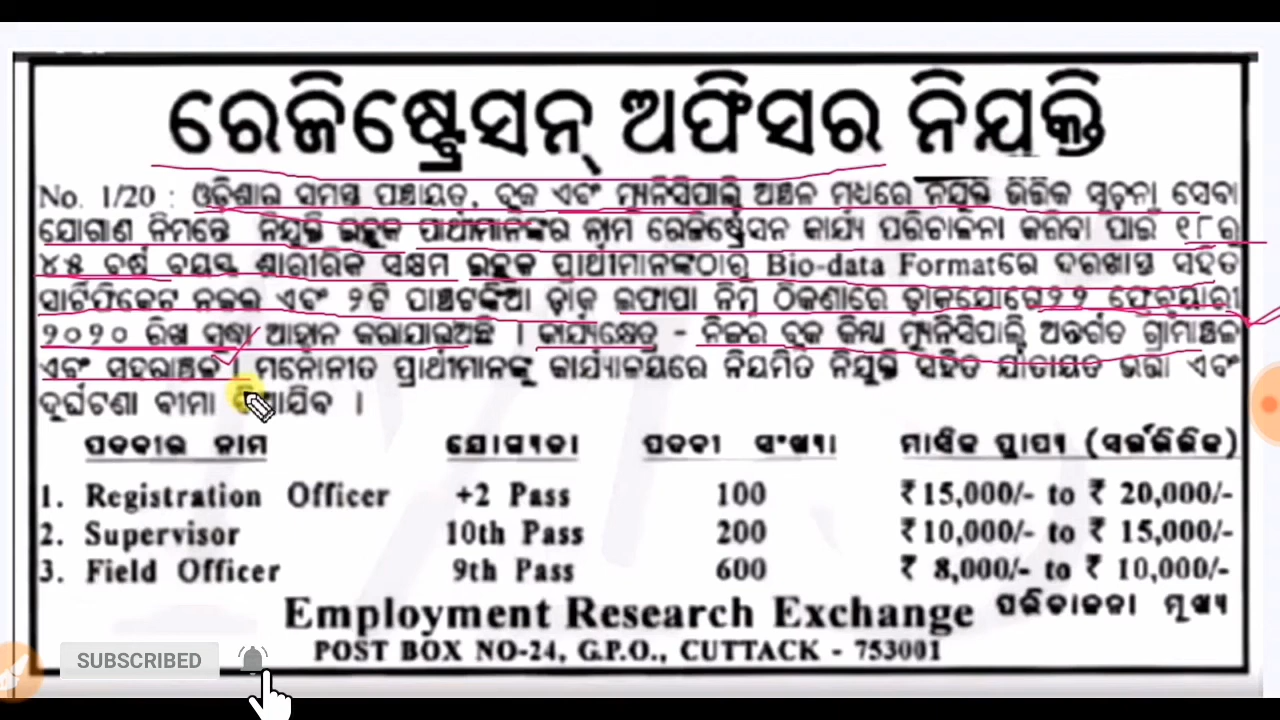 ରେଜିଷ୍ଟ୍ରେସନ୍ ଅଫିସର ନିଯୁକ୍ତି
No. 1/20 : ଓଡ଼ିଶାର ସମସ୍ତ ପଞ୍ଚାୟତ, ବ୍ଲକ ଏବଂ ମ୍ୟୁନିସିପାଲ୍ଟି ଅଞ୍ଚଳ ମଧ୍ୟରେ ନିଯୁକ୍ତି ଭିତ୍ତିକ ସୂଚନା ସେବା
ଯୋଗାଣ ନିମନ୍ତେ ନିଯୁକ୍ତି ଇଚ୍ଛୁକ ପ୍ରାର୍ଥୀମାନଙ୍କର ନାମ ରେଜିଷ୍ଟ୍ରେସନ କାର୍ଯ୍ୟ ପରିଚାଳନା କରିବା ପାଇଁ ୧୮ରୁ
୪୫ ବର୍ଷ ବୟସ୍କ ଶାରୀରିକ ସକ୍ଷମ ଇଚ୍ଛୁକ ପ୍ରାର୍ଥୀମାନଙ୍କଠାରୁ Bio-data Formatରେ ଦରଖାସ୍ତ ସହିତ
ସାର୍ଟିଫିକେଟ ନକଲ ଏବଂ ୨ଟି ପାଞ୍ଚଟଙ୍କିଆ ଡାକ ଲଫାପା ନିମ୍ନ ଠିକଣାରେ ଡ଼ାକଯୋଗେ ୨୨ ଫେବୃୟାରୀ
୨୦୨୦ ରିଖ ସୁଦ୍ଧା ଆହ୍ୱାନ କରାଯାଇଅଛି । କାର୍ଯ୍ୟକ୍ଷେତ୍ର - ନିଜର ବ୍ଲକ କିମ୍ବା ମ୍ୟୁନିସିପାଲ୍ଟି ଅନ୍ତର୍ଗତ ଗ୍ରାମାଞ୍ଚଳ
ଏବଂ ସହରାଞ୍ଚଳ । ମନୋନୀତ ପ୍ରାର୍ଥୀମାନଙ୍କୁ କାର୍ଯ୍ୟାଳୟରେ ନିୟମିତ ନିଯୁକ୍ତି ସହିତ ଯାତାୟତ ଭତ୍ତା ଏବଂ
ଦୁର୍ଘଟଣା ବୀମା ଦିଆଯିବ ।
ପଦବୀର ନାମ ଯୋଗ୍ୟତା ପଦବୀ ସଂଖ୍ୟା ମାସିକ ପ୍ରାପ୍ୟ (ସର୍ତ୍ତଭିତ୍ତିକ)
1. Registration Officer +2 Pass 100 ₹15,000/- to ₹ 20,000/-
2. Supervisor 10th Pass 200 ₹10,000/- to ₹ 15,000/-
3. Field Officer 9th Pass 600 ₹ 8,000/- to ₹ 10,000/-
Employment Research Exchange ପରିଚାଳନା ମୁଖ୍ୟ
POST BOX NO-24, G.P.O., CUTTACK - 753001
SUBSCRIBED